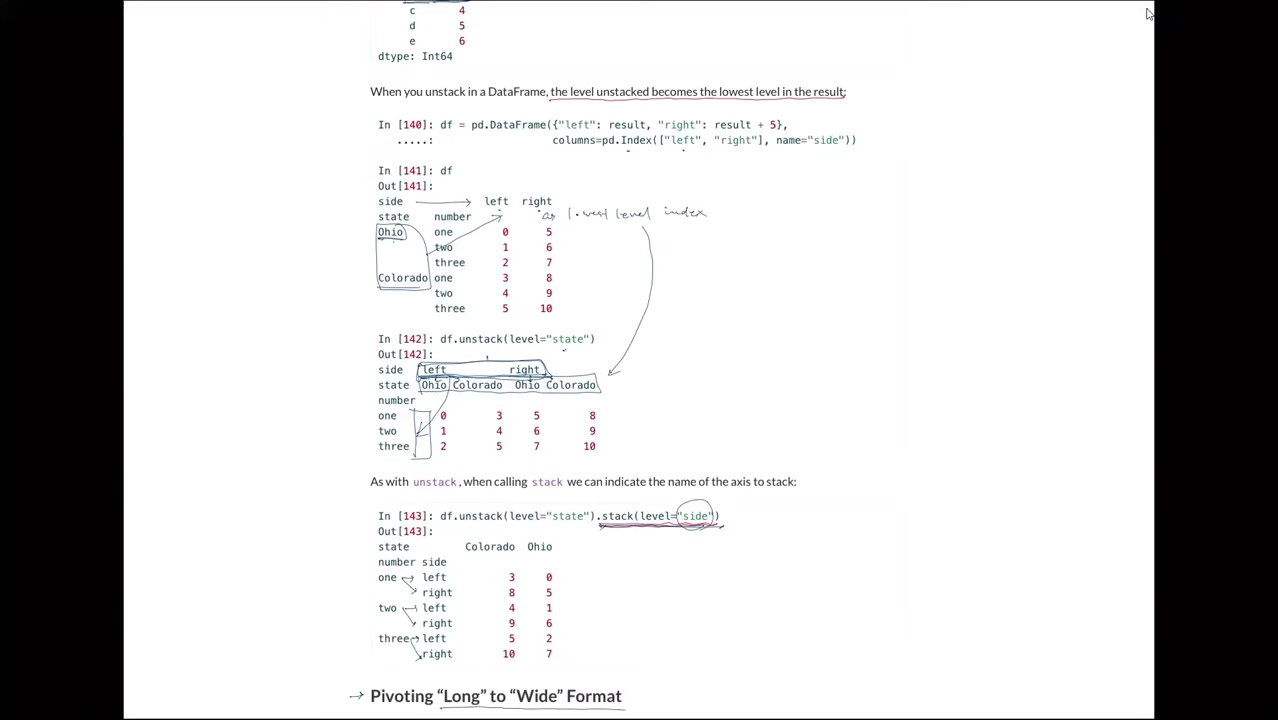 c 4
d 5
e 6
dtype: Int64
When you unstack in a DataFrame, the level unstacked becomes the lowest level in the result:
In [140]: df = pd.DataFrame({"left": result, "right": result + 5},
.....: columns=pd.Index(["left", "right"], name="side"))
In [141]: df
Out[141]:
side left right
state number as lowest level index
Ohio one 0 5
two 1 6
three 2 7
Colorado one 3 8
two 4 9
three 5 10
In [142]: df.unstack(level="state")
Out[142]:
side left right
state Ohio Colorado Ohio Colorado
number
one 0 3 5 8
two 1 4 6 9
three 2 5 7 10
As with unstack, when calling stack we can indicate the name of the axis to stack:
In [143]: df.unstack(level="state").stack(level="side")
Out[143]:
state Colorado Ohio
number side
one left 3 0
right 8 5
two left 4 1
right 9 6
three left 5 2
right 10 7
Pivoting “Long” to “Wide” Format